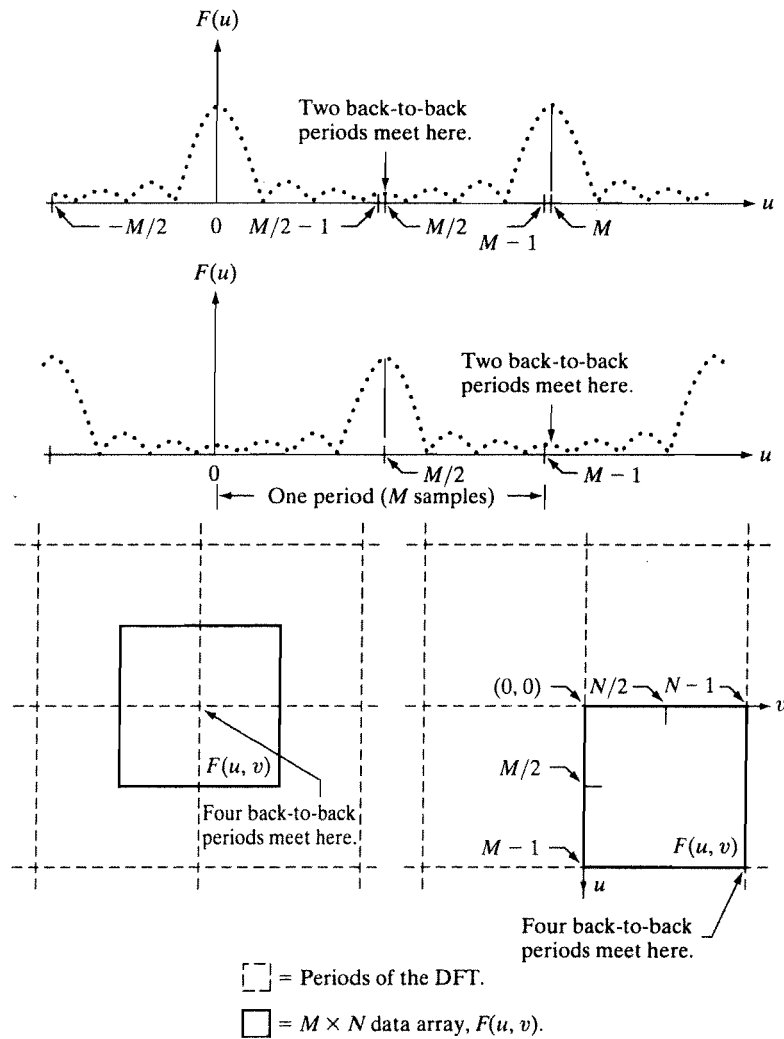 F(u)
Two back-to-back
periods meet here.
−M/2
0
M/2 − 1
M/2
M − 1
M
u
F(u)
Two back-to-back
periods meet here.
0
M/2
M − 1
u
One period (M samples)
(0, 0)
N/2
N − 1
v
M/2
F(u, v)
Four back-to-back
periods meet here.
M − 1
F(u, v)
u
Four back-to-back
periods meet here.
= Periods of the DFT.
= M × N data array, F(u, v).